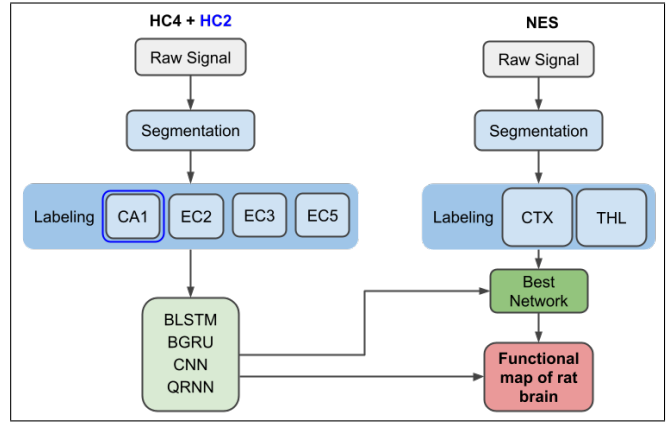 HC4 + HC2
Raw Signal
Segmentation
Labeling CA1 EC2 EC3 EC5
BLSTM
BGRU
CNN
QRNN
NES
Raw Signal
Segmentation
Labeling CTX THL
Best
Network
Functional
map of rat
brain